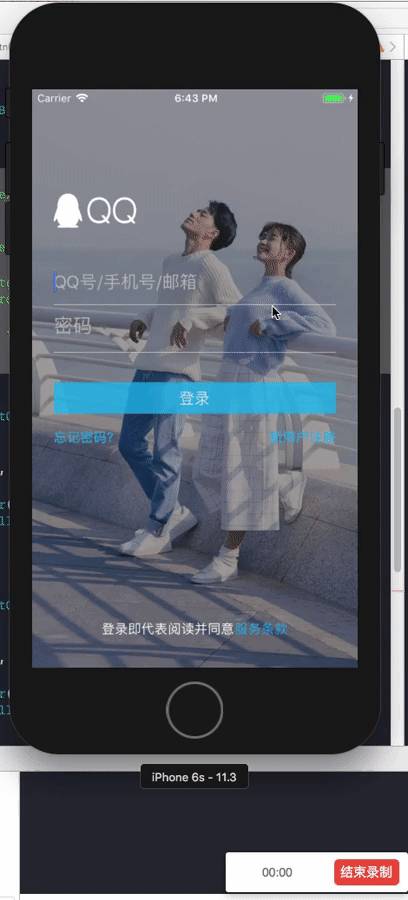 Carrier
6:43 PM
QQ
QQ号/手机号/邮箱
密码
登录
忘记密码?
新用户注册
登录即代表阅读并同意服务条款
iPhone 6s - 11.3
00:00
结束录制